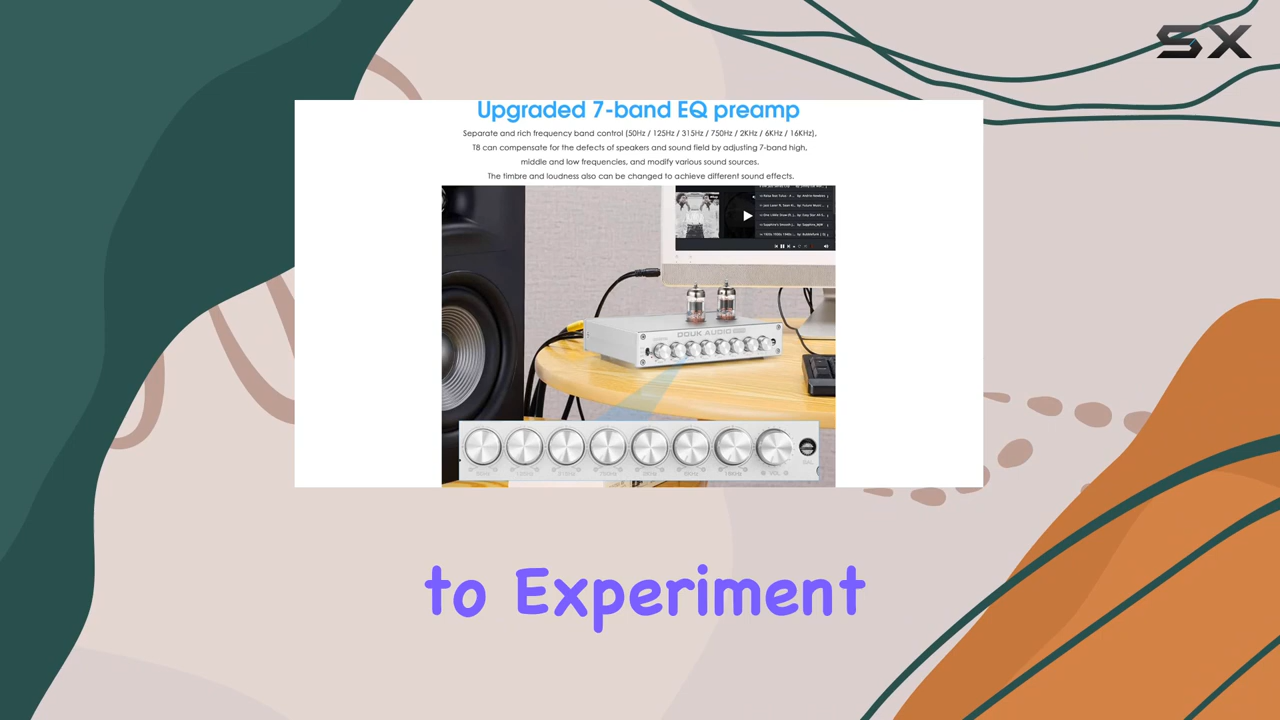 SX
Upgraded 7-band EQ preamp
Separate and rich frequency band control (50Hz / 125Hz / 315Hz / 750Hz / 2KHz / 6KHz / 16KHz),
T8 can compensate for the defects of speakers and sound field by adjusting 7-band high,
middle and low frequencies, and modify various sound sources.
The timbre and loudness also can be changed to achieve different sound effects.
DOUK AUDIO
VOL
BAL
to Experiment